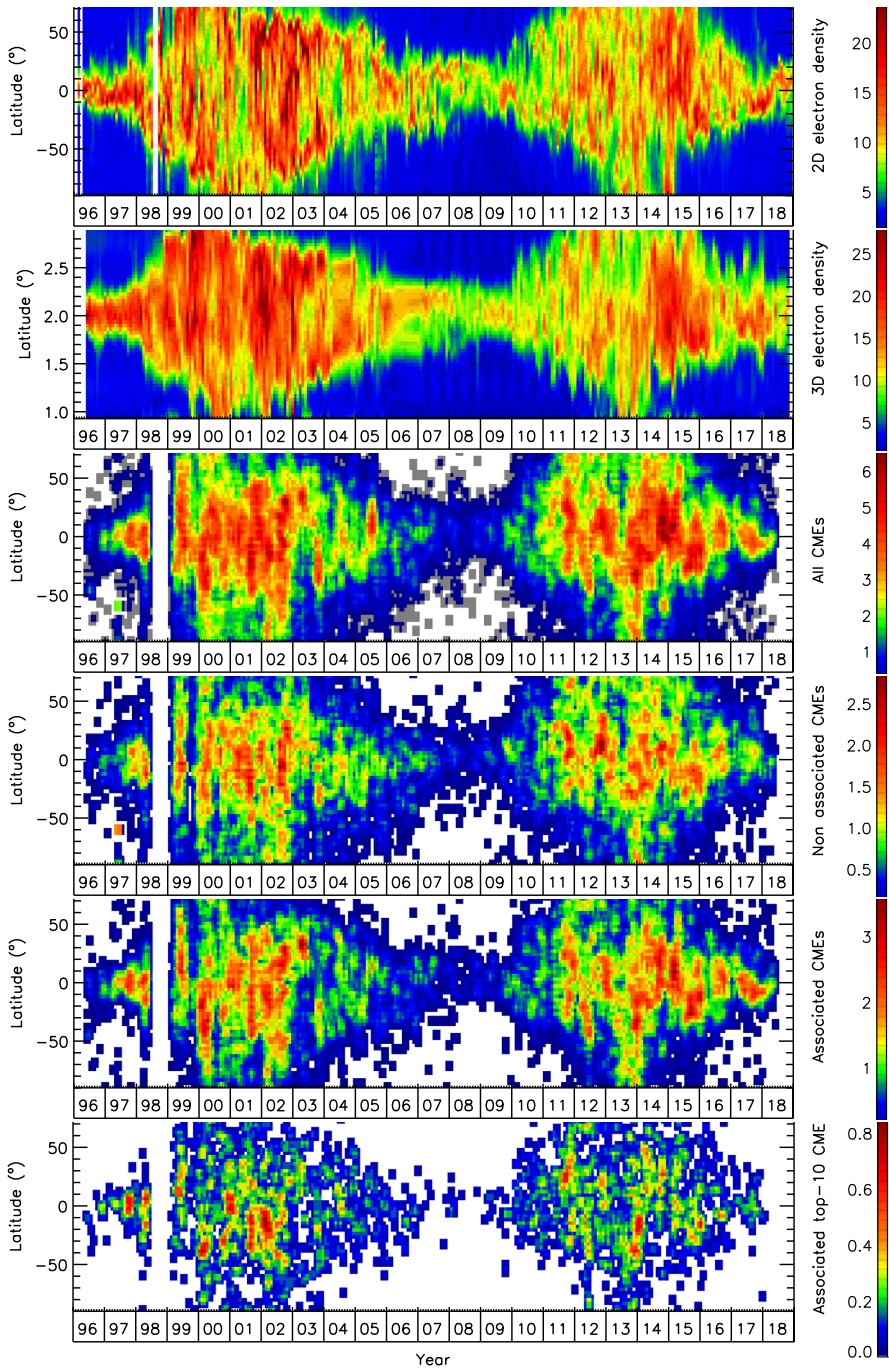 50
0
−50
Latitude (°)
2D electron density
20
15
10
5
96 97 98 99 00 01 02 03 04 05 06 07 08 09 10 11 12 13 14 15 16 17 18
2.5
2.0
1.5
1.0
Latitude (°)
3D electron density
25
20
15
10
5
96 97 98 99 00 01 02 03 04 05 06 07 08 09 10 11 12 13 14 15 16 17 18
50
0
−50
Latitude (°)
All CMEs
6
5
4
3
2
1
96 97 98 99 00 01 02 03 04 05 06 07 08 09 10 11 12 13 14 15 16 17 18
50
0
−50
Latitude (°)
Non associated CMEs
2.5
2.0
1.5
1.0
0.5
96 97 98 99 00 01 02 03 04 05 06 07 08 09 10 11 12 13 14 15 16 17 18
50
0
−50
Latitude (°)
Associated CMEs
3
2
1
96 97 98 99 00 01 02 03 04 05 06 07 08 09 10 11 12 13 14 15 16 17 18
50
0
−50
Latitude (°)
Associated top−10 CME
0.8
0.6
0.4
0.2
0.0
96 97 98 99 00 01 02 03 04 05 06 07 08 09 10 11 12 13 14 15 16 17 18
Year